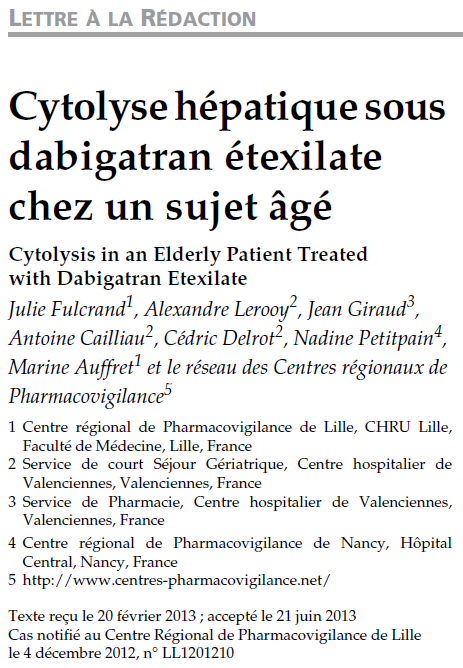 LETTRE À LA RÉDACTION
Cytolyse hépatique sous
dabigatran étexilate
chez un sujet âgé
Cytolysis in an Elderly Patient Treated
with Dabigatran Etexilate
Julie Fulcrand1, Alexandre Lerooy2, Jean Giraud3,
Antoine Cailliau2, Cédric Delrot2, Nadine Petitpain4,
Marine Auffret1 et le réseau des Centres régionaux de
Pharmacovigilance5
1 Centre régional de Pharmacovigilance de Lille, CHRU Lille,
Faculté de Médecine, Lille, France
2 Service de court Séjour Gériatrique, Centre hospitalier de
Valenciennes, Valenciennes, France
3 Service de Pharmacie, Centre hospitalier de Valenciennes,
Valenciennes, France
4 Centre régional de Pharmacovigilance de Nancy, Hôpital
Central, Nancy, France
5 http://www.centres-pharmacovigilance.net/
Texte reçu le 20 février 2013 ; accepté le 21 juin 2013
Cas notifié au Centre Régional de Pharmacovigilance de Lille
le 4 décembre 2012, n° LL1201210